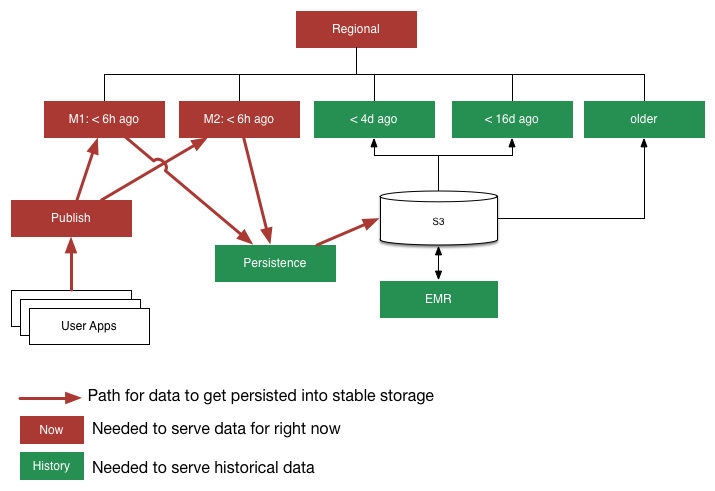 Regional
M1: < 6h ago
M2: < 6h ago
< 4d ago
< 16d ago
older
Publish
S3
Persistence
EMR
User Apps
Path for data to get persisted into stable storage
Now
Needed to serve data for right now
History
Needed to serve historical data